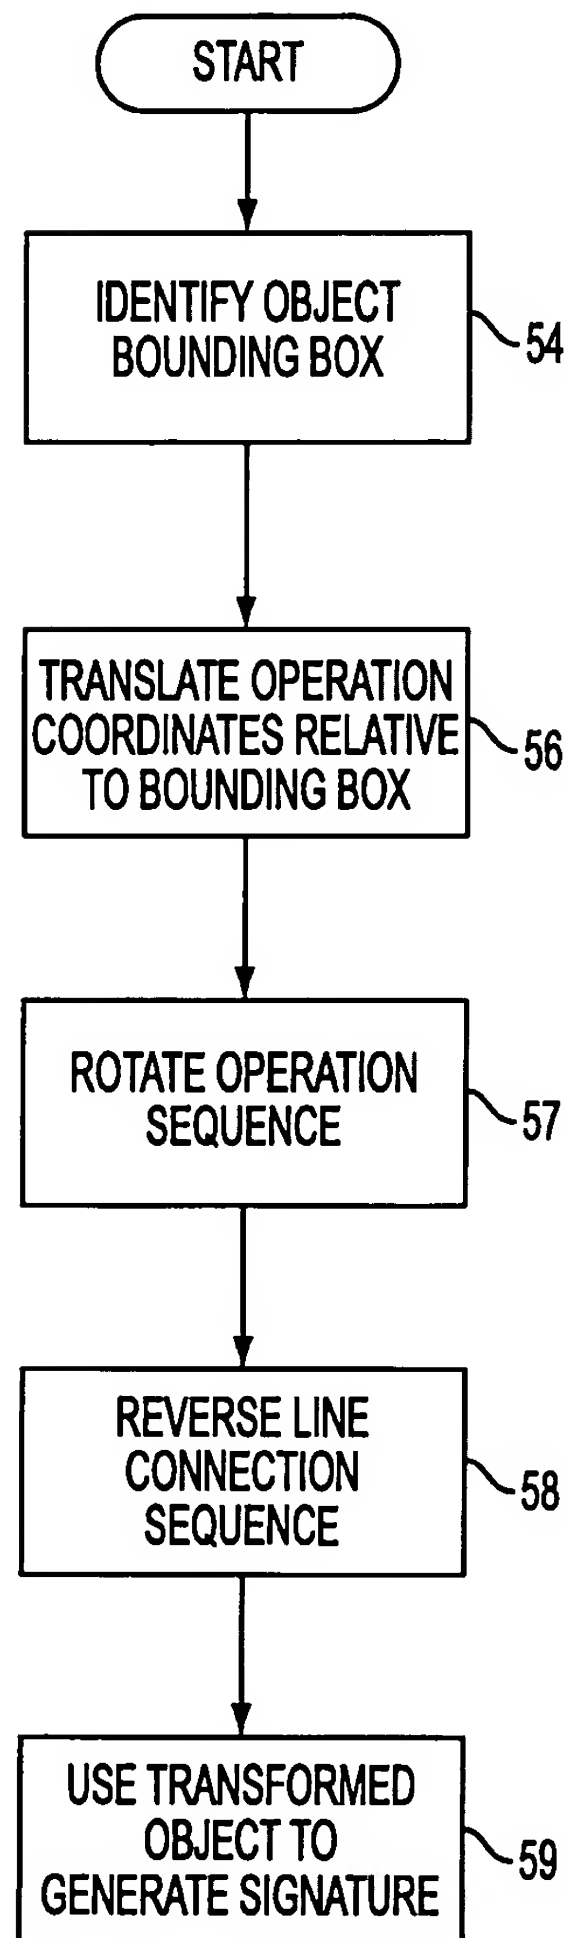 START
IDENTIFY OBJECT
BOUNDING BOX
54
TRANSLATE OPERATION
COORDINATES RELATIVE
TO BOUNDING BOX
56
ROTATE OPERATION
SEQUENCE
57
REVERSE LINE
CONNECTION
SEQUENCE
58
USE TRANSFORMED
OBJECT TO
GENERATE SIGNATURE
59